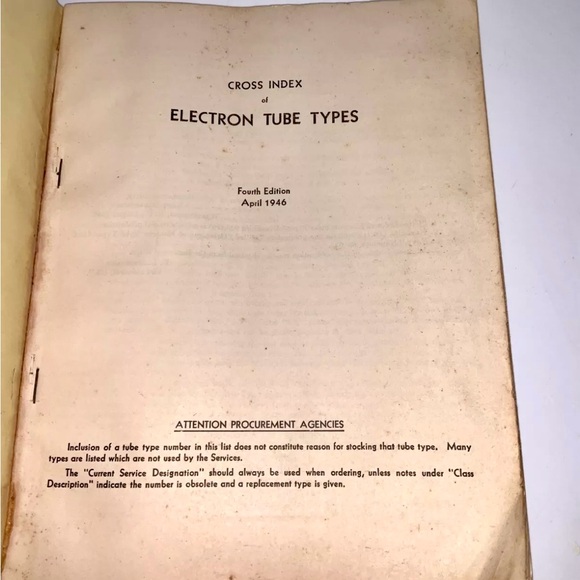 CROSS INDEX
of
ELECTRON TUBE TYPES
Fourth Edition
April 1946
ATTENTION PROCUREMENT AGENCIES
Inclusion of a tube type number in this list does not constitute reason for stocking that tube type. Many
types are listed which are not used by the Services.
The "Current Service Designation" should always be used when ordering, unless notes under "Class
Description" indicate the number is obsolete and a replacement type is given.